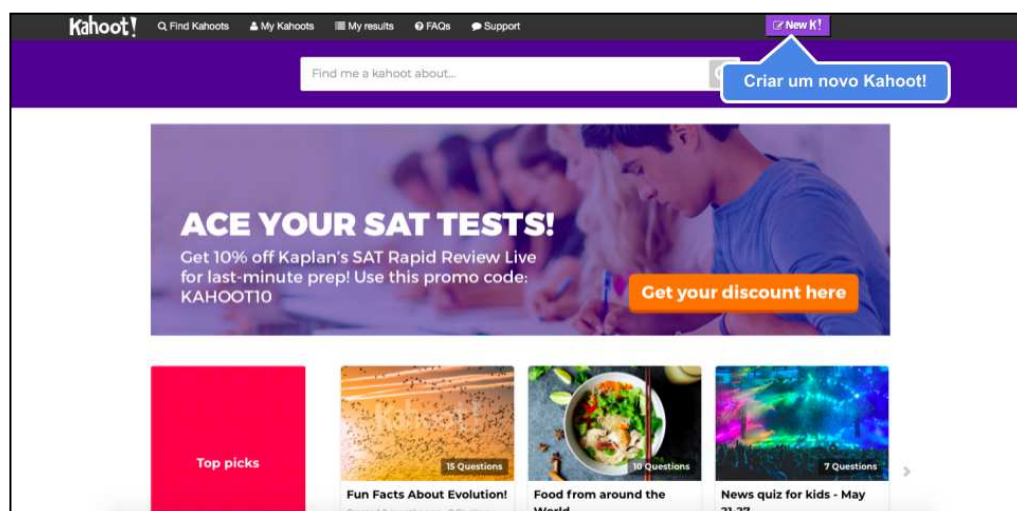 Kahoot! Find Kahoots My Kahoots My results FAQs Support New K!
Find me a kahoot about...
Criar um novo Kahoot!
ACE YOUR SAT TESTS!
Get 10% off Kaplan's SAT Rapid Review Live
for last-minute prep! Use this promo code:
KAHOOT10
Get your discount here
Top picks
15 Questions
10 Questions
7 Questions
Fun Facts About Evolution!
Food from around the
World
News quiz for kids - May
21-27